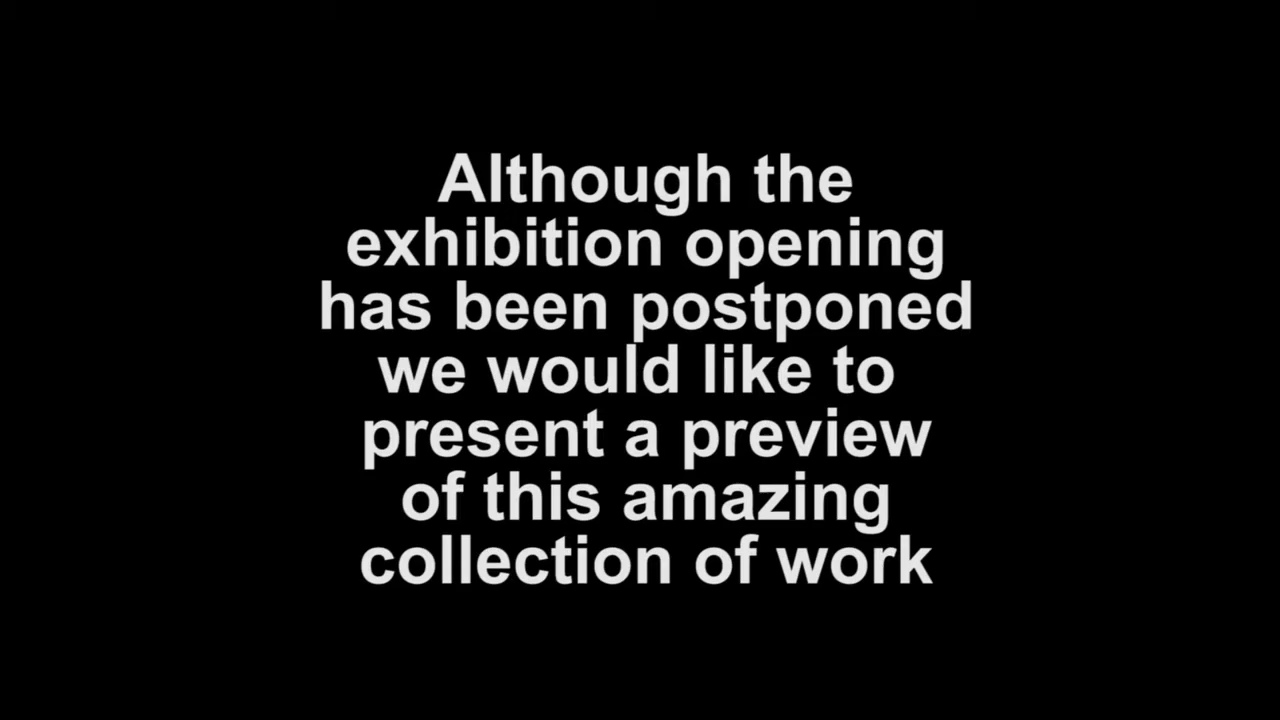 Although the
exhibition opening
has been postponed
we would like to
present a preview
of this amazing
collection of work